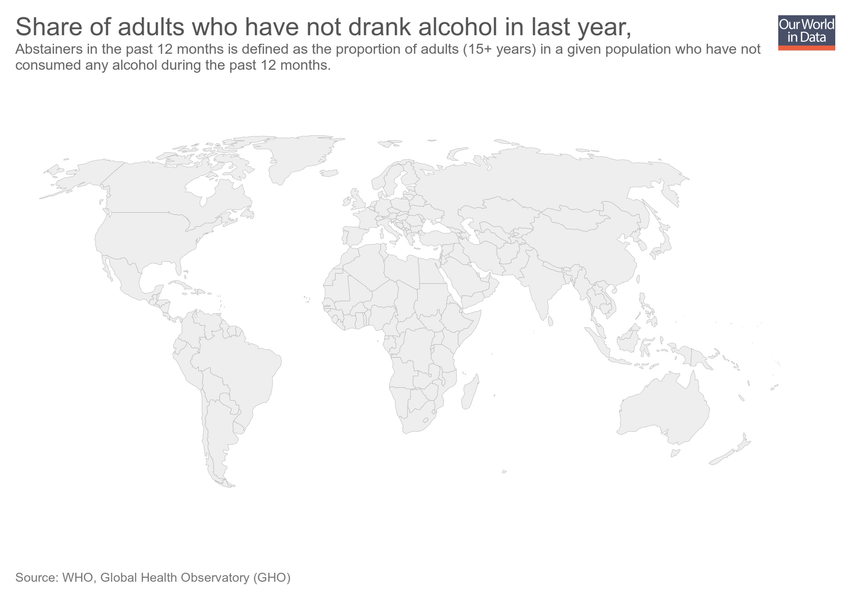 Share of adults who have not drank alcohol in last year,
Our World
in Data
Abstainers in the past 12 months is defined as the proportion of adults (15+ years) in a given population who have not
consumed any alcohol during the past 12 months.
Source: WHO, Global Health Observatory (GHO)